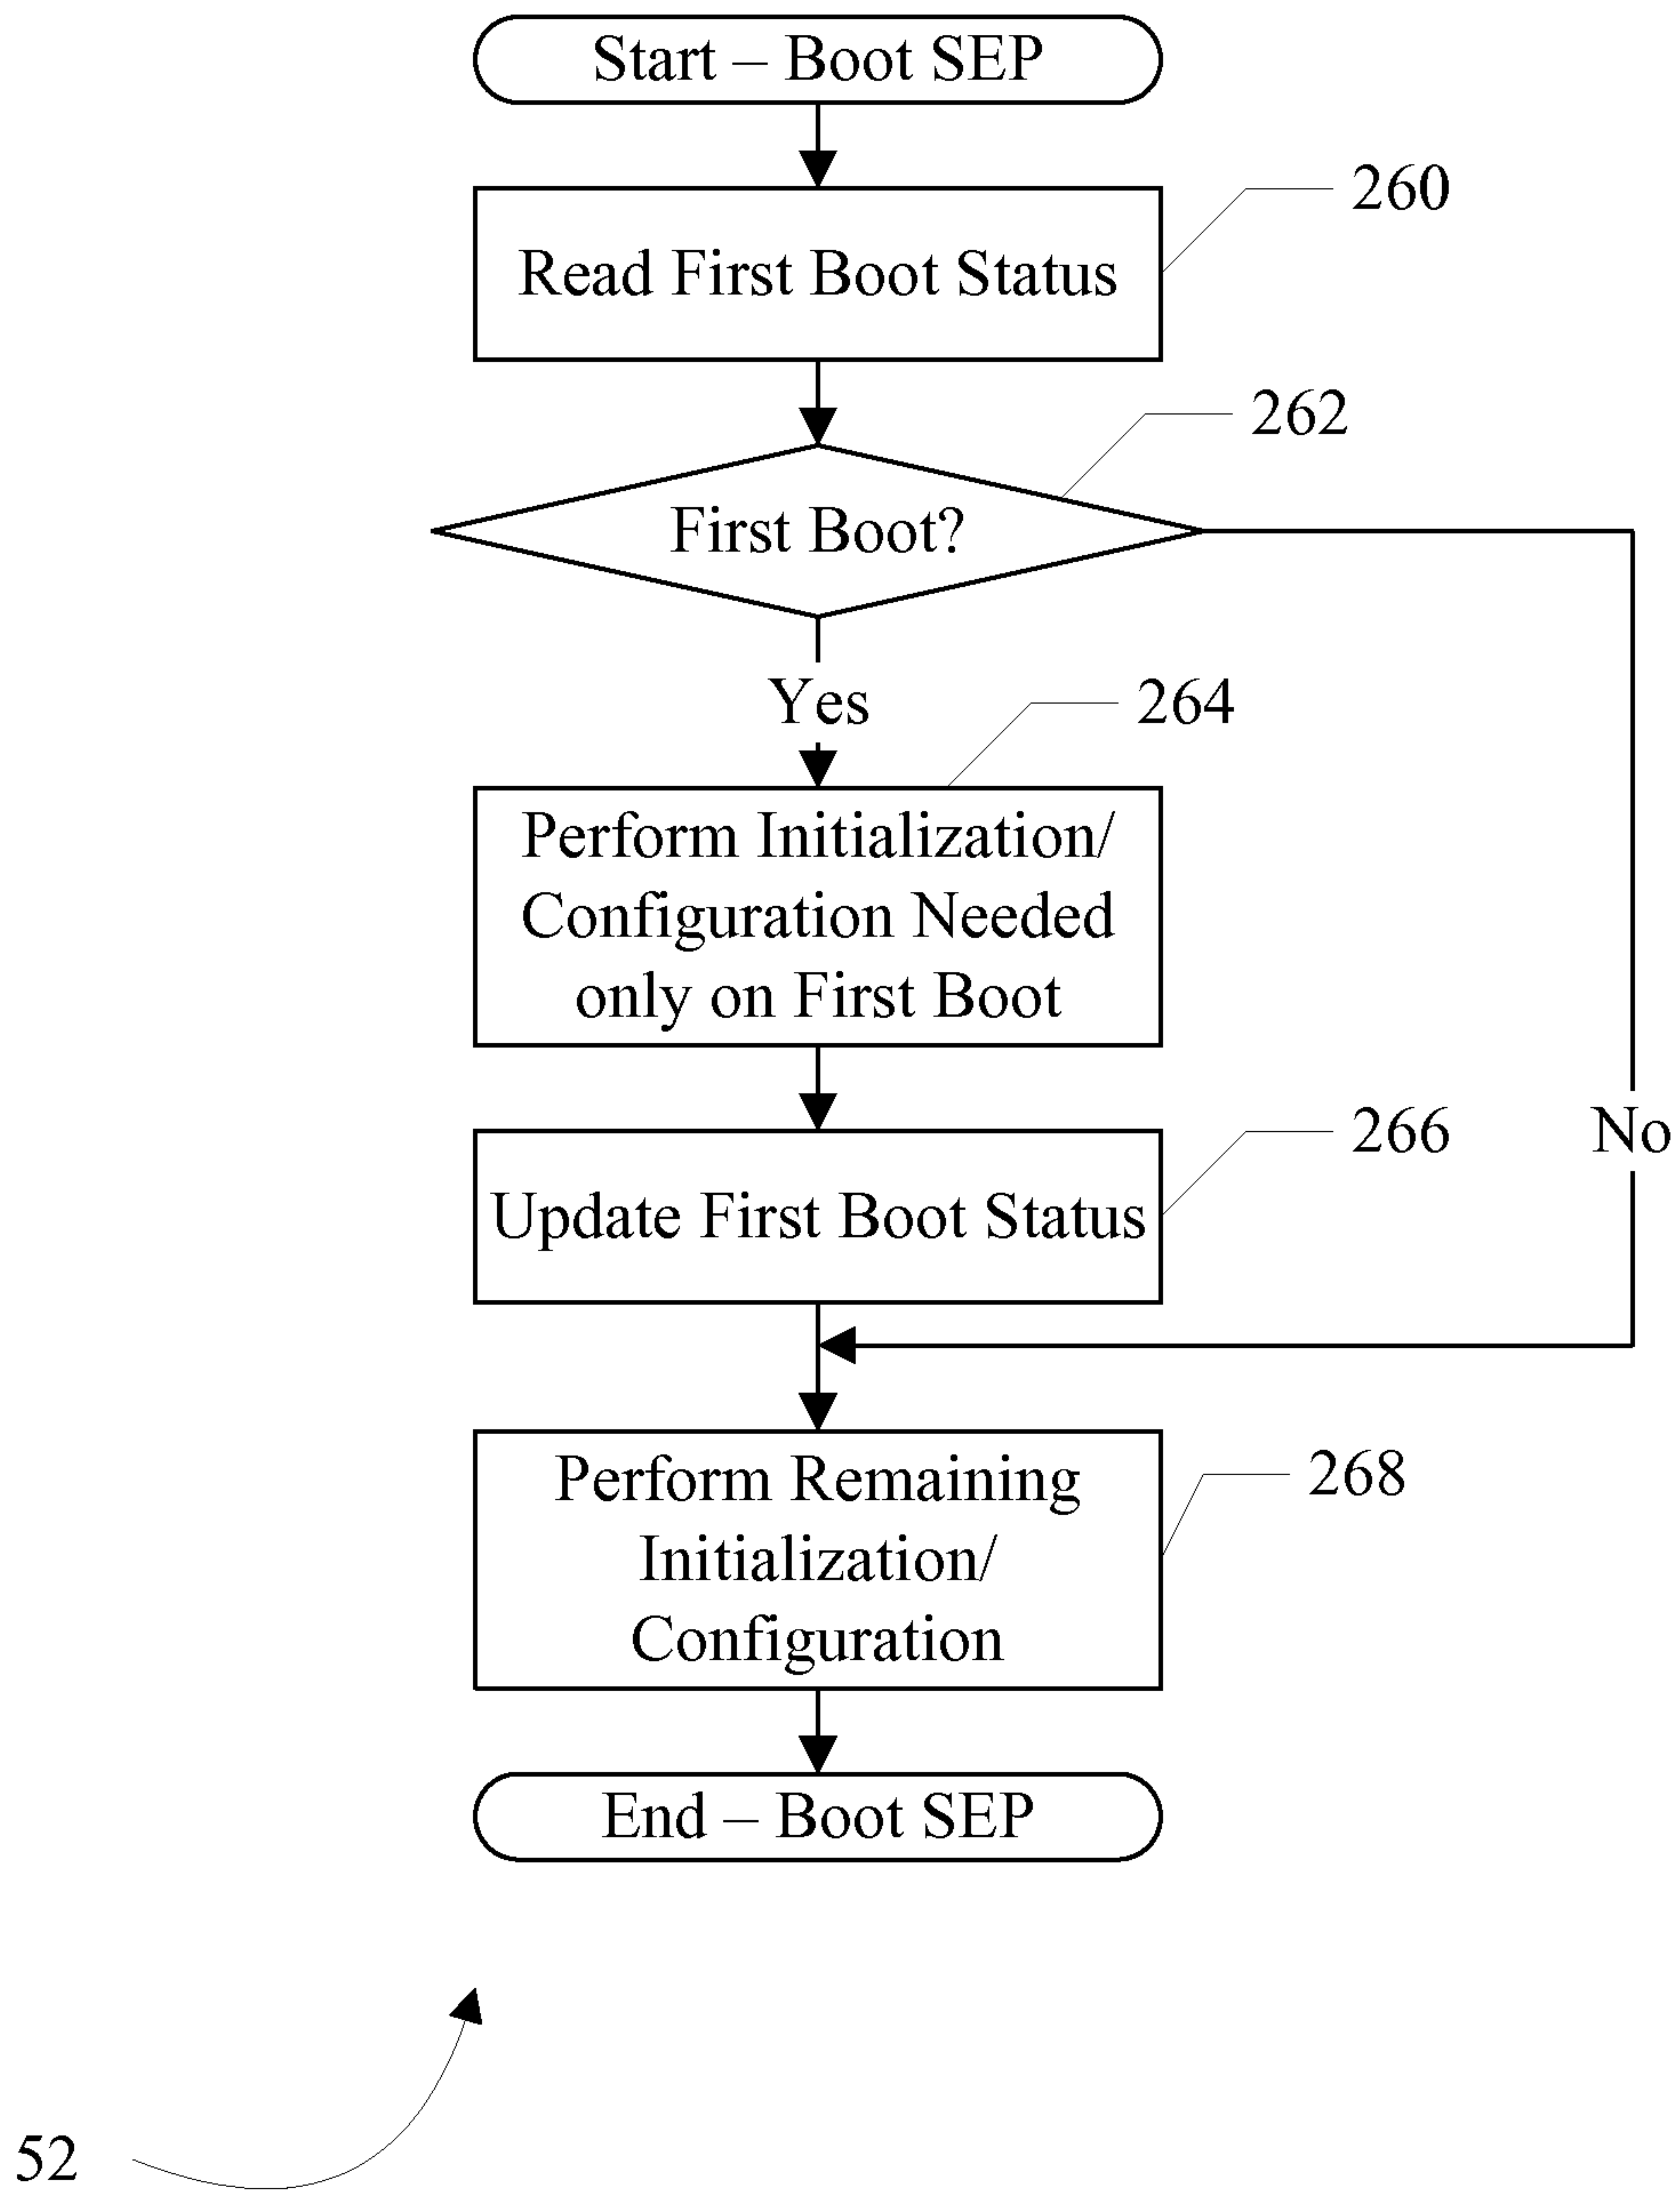 Start – Boot SEP
260
Read First Boot Status
262
First Boot?
Yes
264
Perform Initialization/
Configuration Needed
only on First Boot
266
No
Update First Boot Status
Perform Remaining
268
Initialization/
Configuration
End – Boot SEP
52